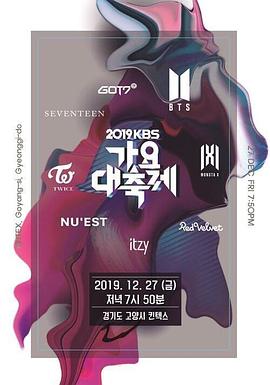 GOT7
BTS
SEVENTEEN
2019 KBS
가요
대축제
TWICE
MONSTA X
NU'EST
Red Velvet
itzy
2019. 12. 27 (금)
저녁 7시 50분
경기도 고양시 킨텍스
27 DEC FRI 7:50PM
Goyang-si, Gyeonggi-do